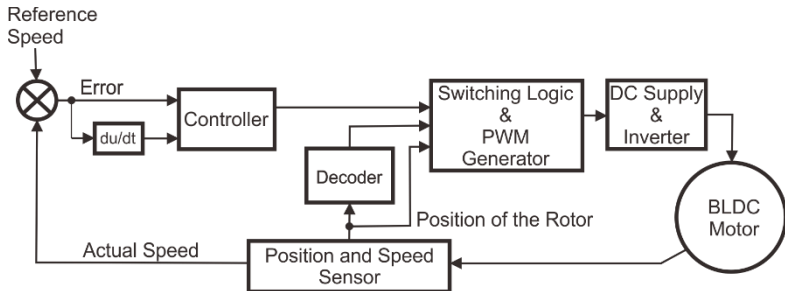 Reference
Speed
Error
Controller
du/dt
Switching Logic
&
PWM
Generator
DC Supply
&
Inverter
Decoder
Position of the Rotor
BLDC
Motor
Actual Speed
Position and Speed
Sensor